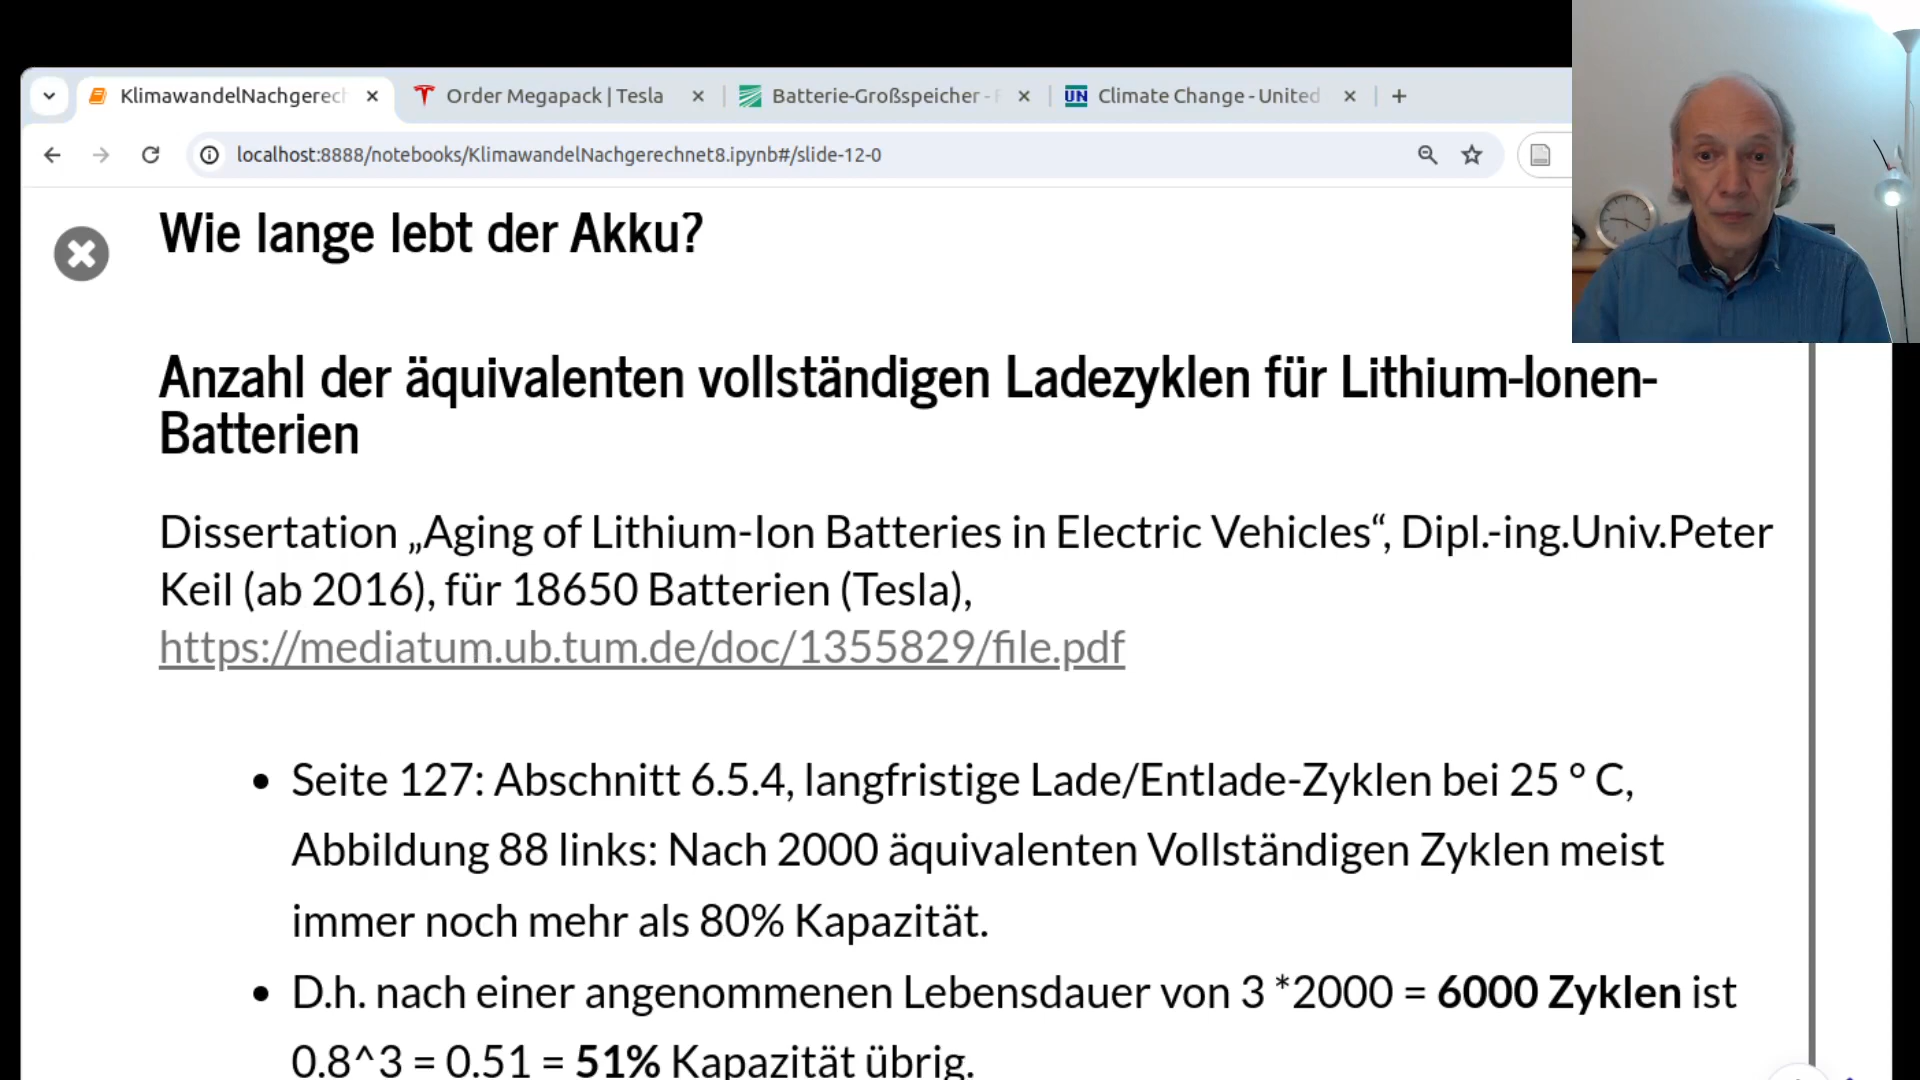 KlimawandelNachgerech
Order Megapack | Tesla
Batterie-Großspeicher - F
UN Climate Change - United
localhost:8888/notebooks/KlimawandelNachgerechnet8.ipynb#/slide-12-0
Wie lange lebt der Akku?
Anzahl der äquivalenten vollständigen Ladezyklen für Lithium-Ionen-
Batterien
Dissertation „Aging of Lithium-Ion Batteries in Electric Vehicles“, Dipl.-ing.Univ.Peter
Keil (ab 2016), für 18650 Batterien (Tesla),
https://mediatum.ub.tum.de/doc/1355829/file.pdf
• Seite 127: Abschnitt 6.5.4, langfristige Lade/Entlade-Zyklen bei 25 ° C,
Abbildung 88 links: Nach 2000 äquivalenten Vollständigen Zyklen meist
immer noch mehr als 80% Kapazität.
• D.h. nach einer angenommenen Lebensdauer von 3 *2000 = 6000 Zyklen ist
0.8^3 = 0.51 = 51% Kapazität übrig.